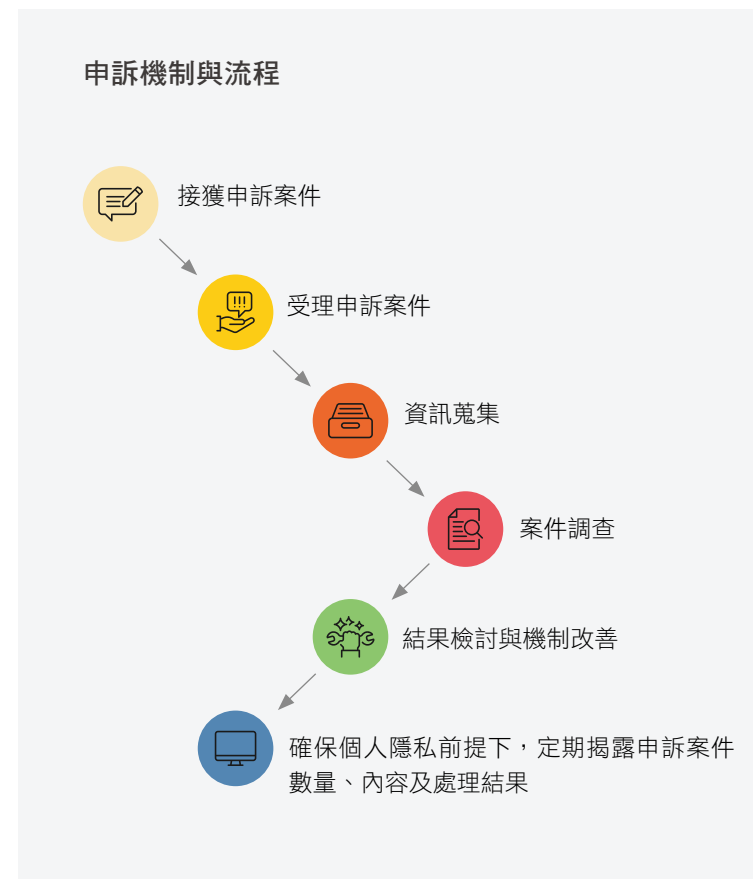 申訴機制與流程
接獲申訴案件
受理申訴案件
資訊蒐集
案件調查
結果檢討與機制改善
確保個人隱私前提下，定期揭露申訴案件
數量、內容及處理結果